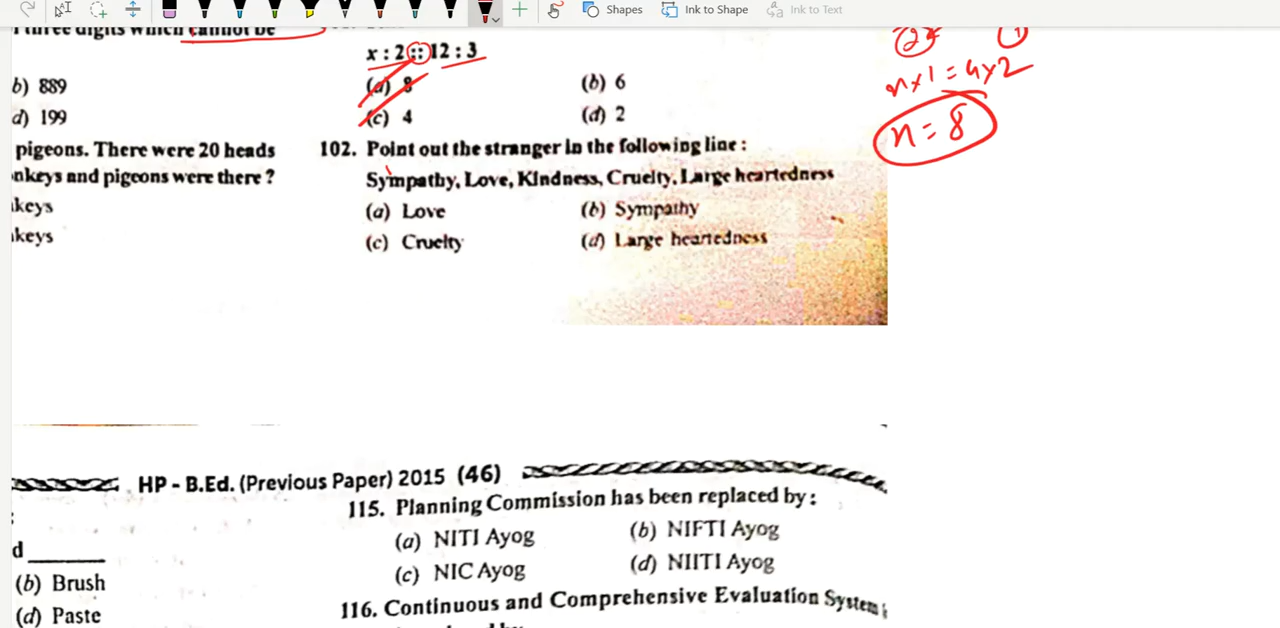 Shapes
Ink to Shape
Ink to Text
three digits which cannot be
b) 889
d) 199
pigeons. There were 20 heads
nkeys and pigeons were there ?
keys
keys
x : 2 :: 12 : 3
(a) 8 (b) 6
(c) 4 (d) 2
102. Point out the stranger in the following line :
Sympathy, Love, Kindness, Cruelty, Large heartedness
(a) Love (b) Sympathy
(c) Cruelty (d) Large heartedness
n x 1 = 4 x 2
n = 8
HP - B.Ed. (Previous Paper) 2015 (46)
d
(b) Brush
(d) Paste
115. Planning Commission has been replaced by :
(a) NITI Ayog (b) NIFTI Ayog
(c) NIC Ayog (d) NIITI Ayog
116. Continuous and Comprehensive Evaluation System